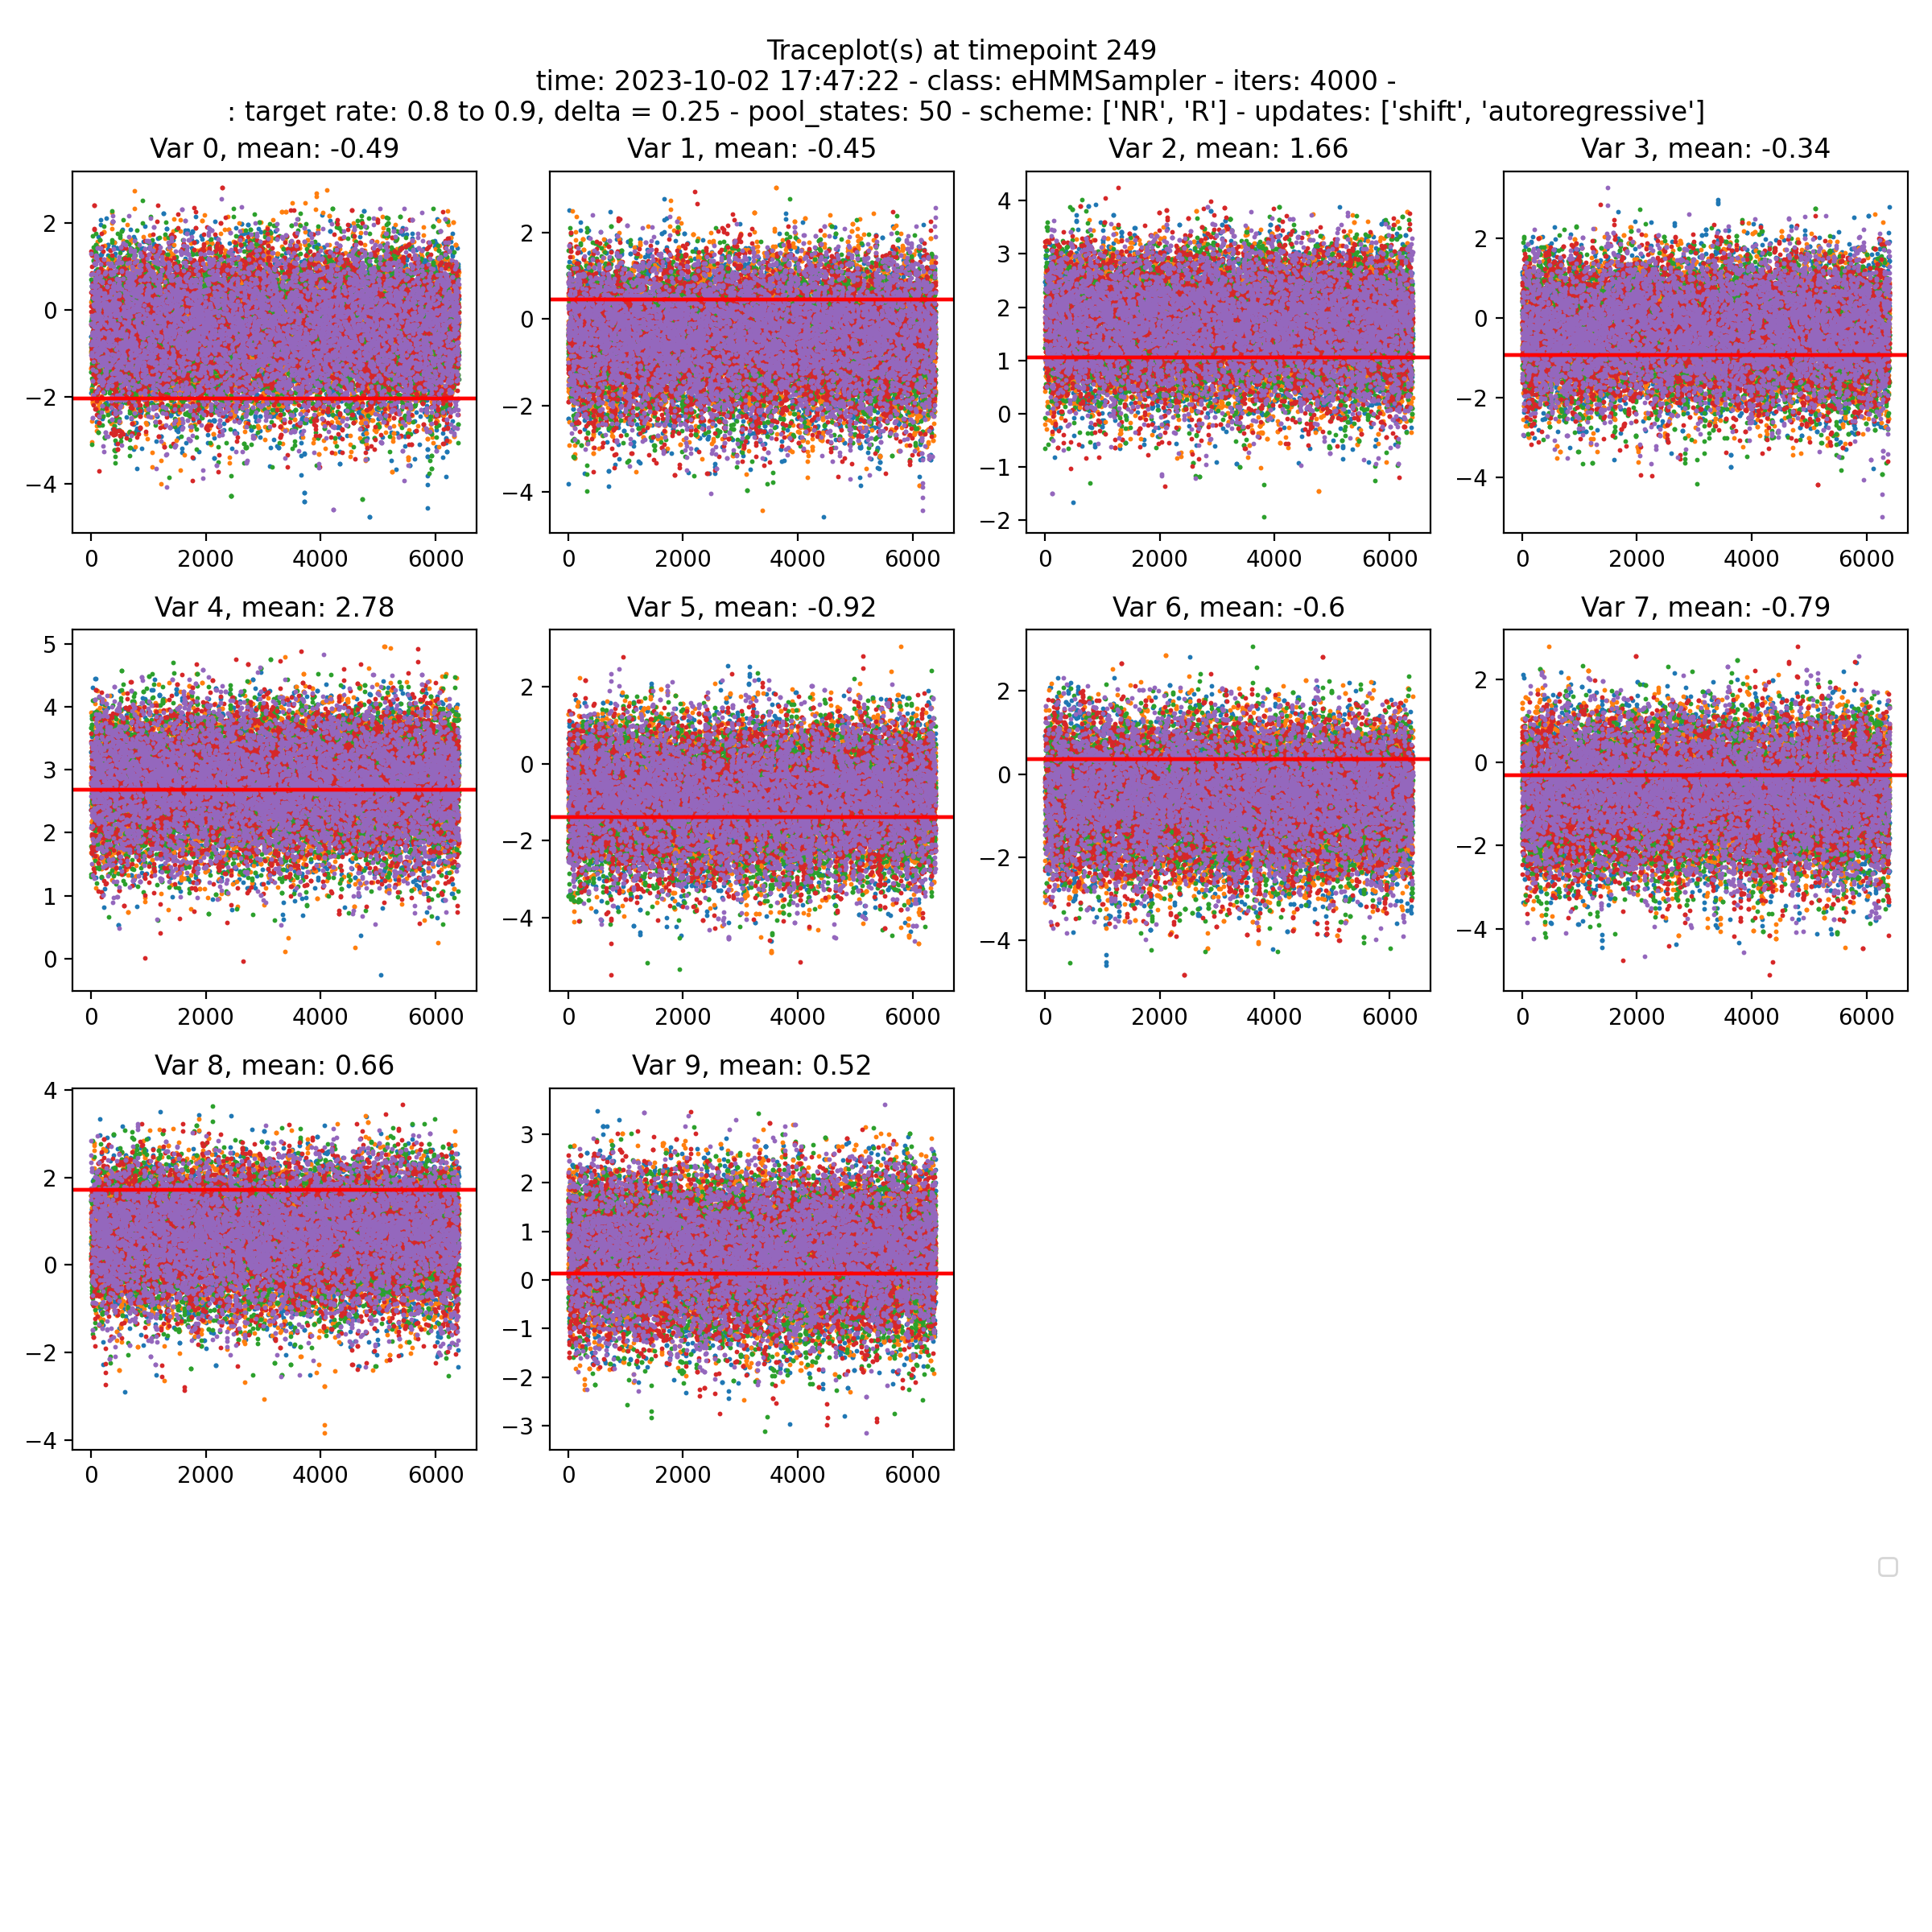 Traceplot(s) at timepoint 249
time: 2023-10-02 17:47:22 - class: eHMMSampler - iters: 4000 -
: target rate: 0.8 to 0.9, delta = 0.25 - pool_states: 50 - scheme: ['NR', 'R'] - updates: ['shift', 'autoregressive']
Var 0, mean: -0.49
2
0
−2
−4
0 2000 4000 6000
Var 1, mean: -0.45
2
0
−2
−4
0 2000 4000 6000
Var 2, mean: 1.66
4
3
2
1
0
−1
−2
0 2000 4000 6000
Var 3, mean: -0.34
2
0
−2
−4
0 2000 4000 6000
Var 4, mean: 2.78
5
4
3
2
1
0
0 2000 4000 6000
Var 5, mean: -0.92
2
0
−2
−4
0 2000 4000 6000
Var 6, mean: -0.6
2
0
−2
−4
0 2000 4000 6000
Var 7, mean: -0.79
2
0
−2
−4
0 2000 4000 6000
Var 8, mean: 0.66
4
2
0
−2
−4
0 2000 4000 6000
Var 9, mean: 0.52
3
2
1
0
−1
−2
−3
0 2000 4000 6000